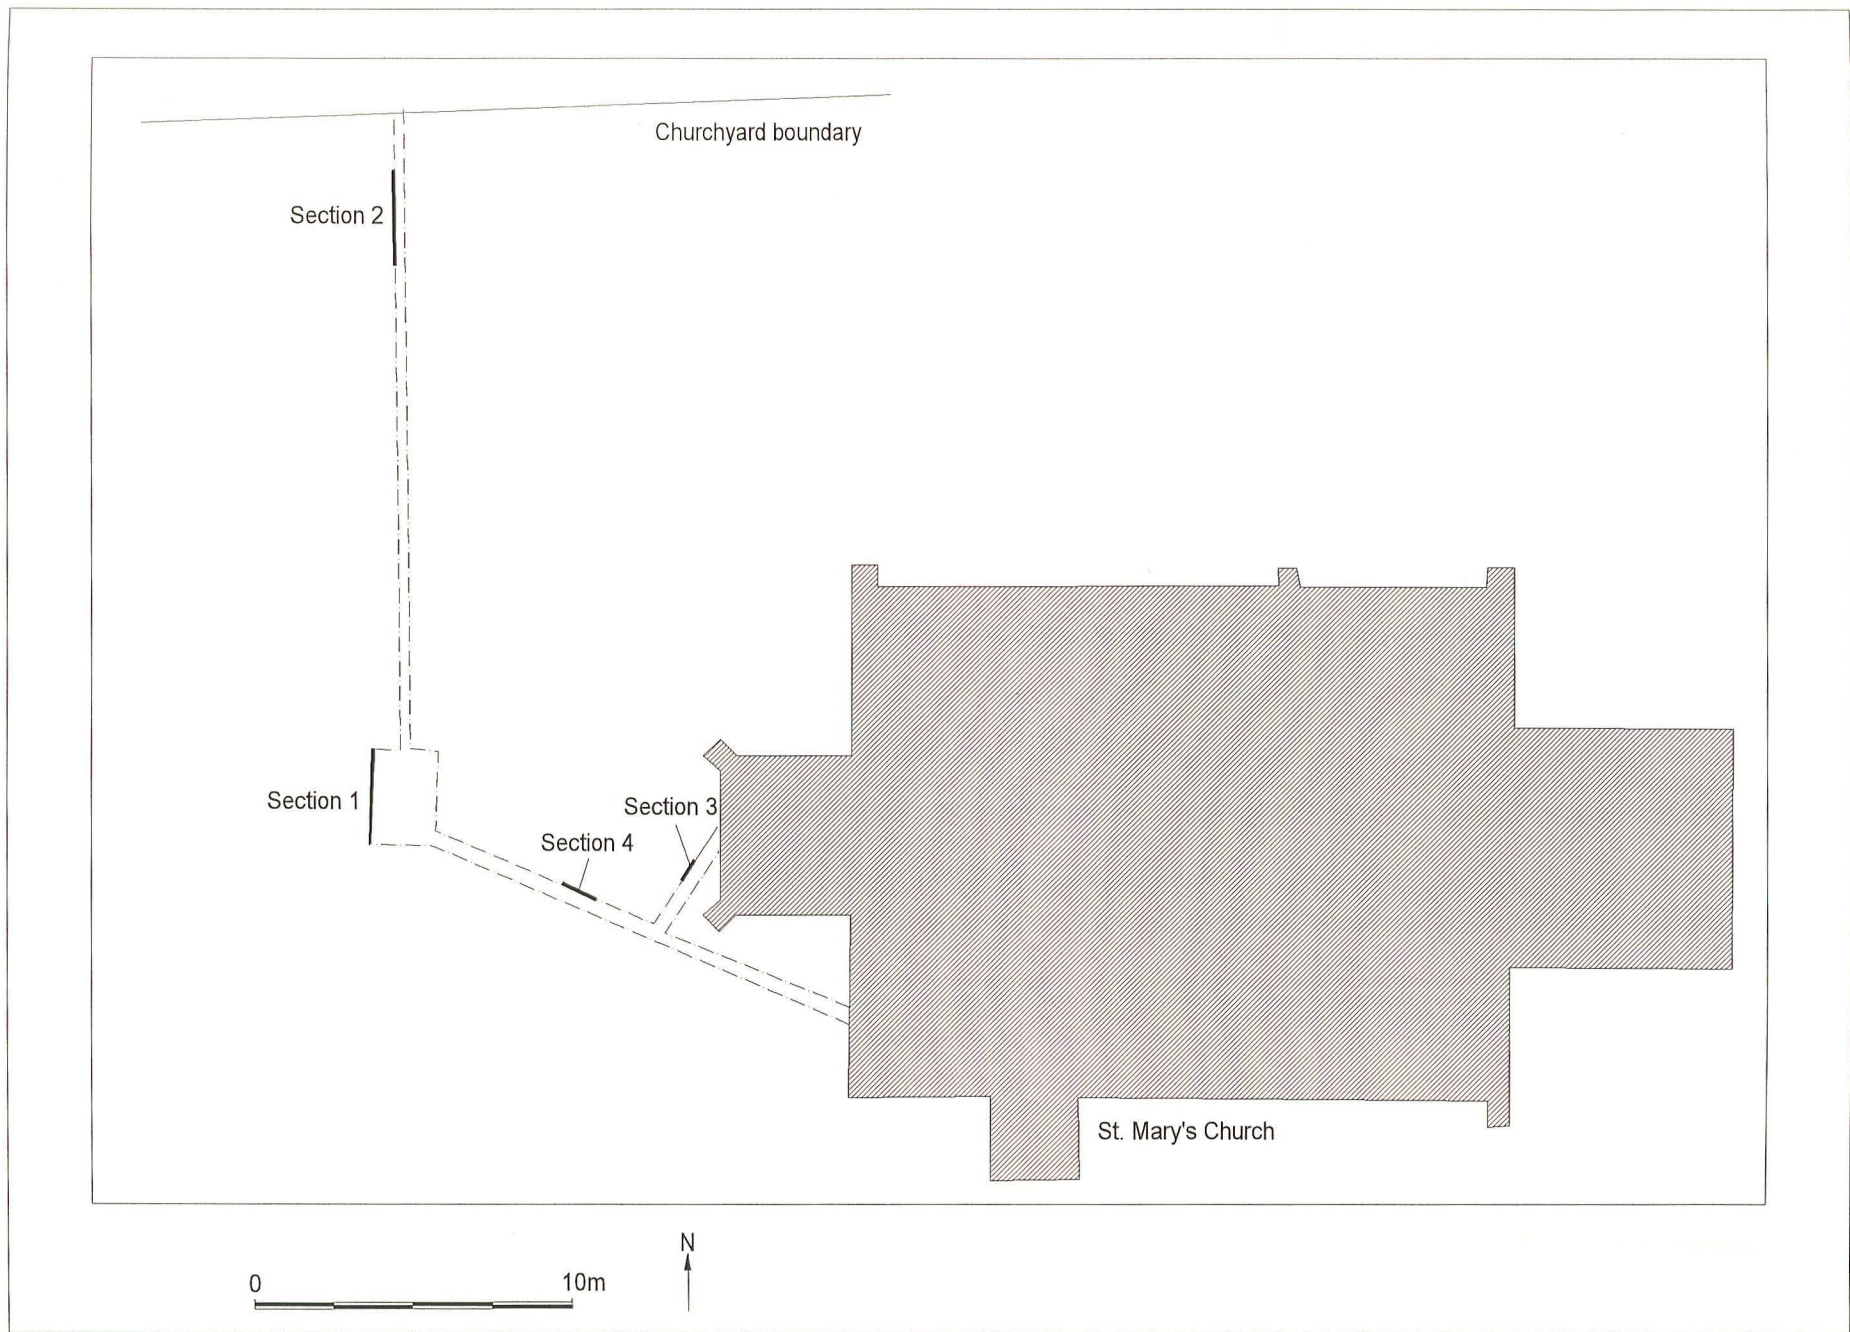 Churchyard boundary
Section 2
Section 1
Section 3
Section 4
St. Mary's Church
N
0
10m